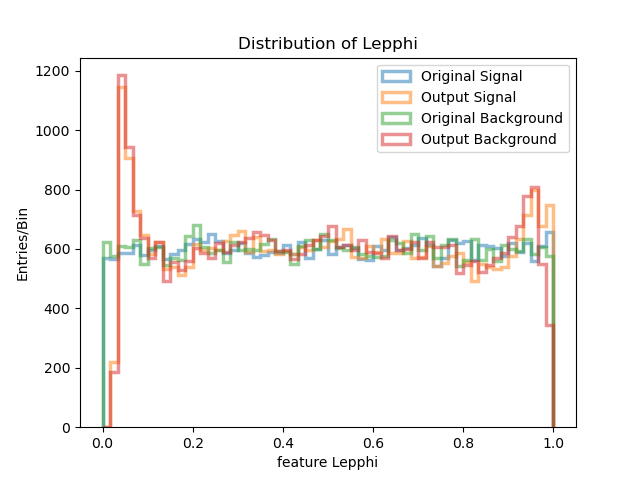 Distribution of Lepphi
Original Signal
Output Signal
Original Background
Output Background
Entries/Bin
1200
1000
800
600
400
200
0
0.0 0.2 0.4 0.6 0.8 1.0
feature Lepphi